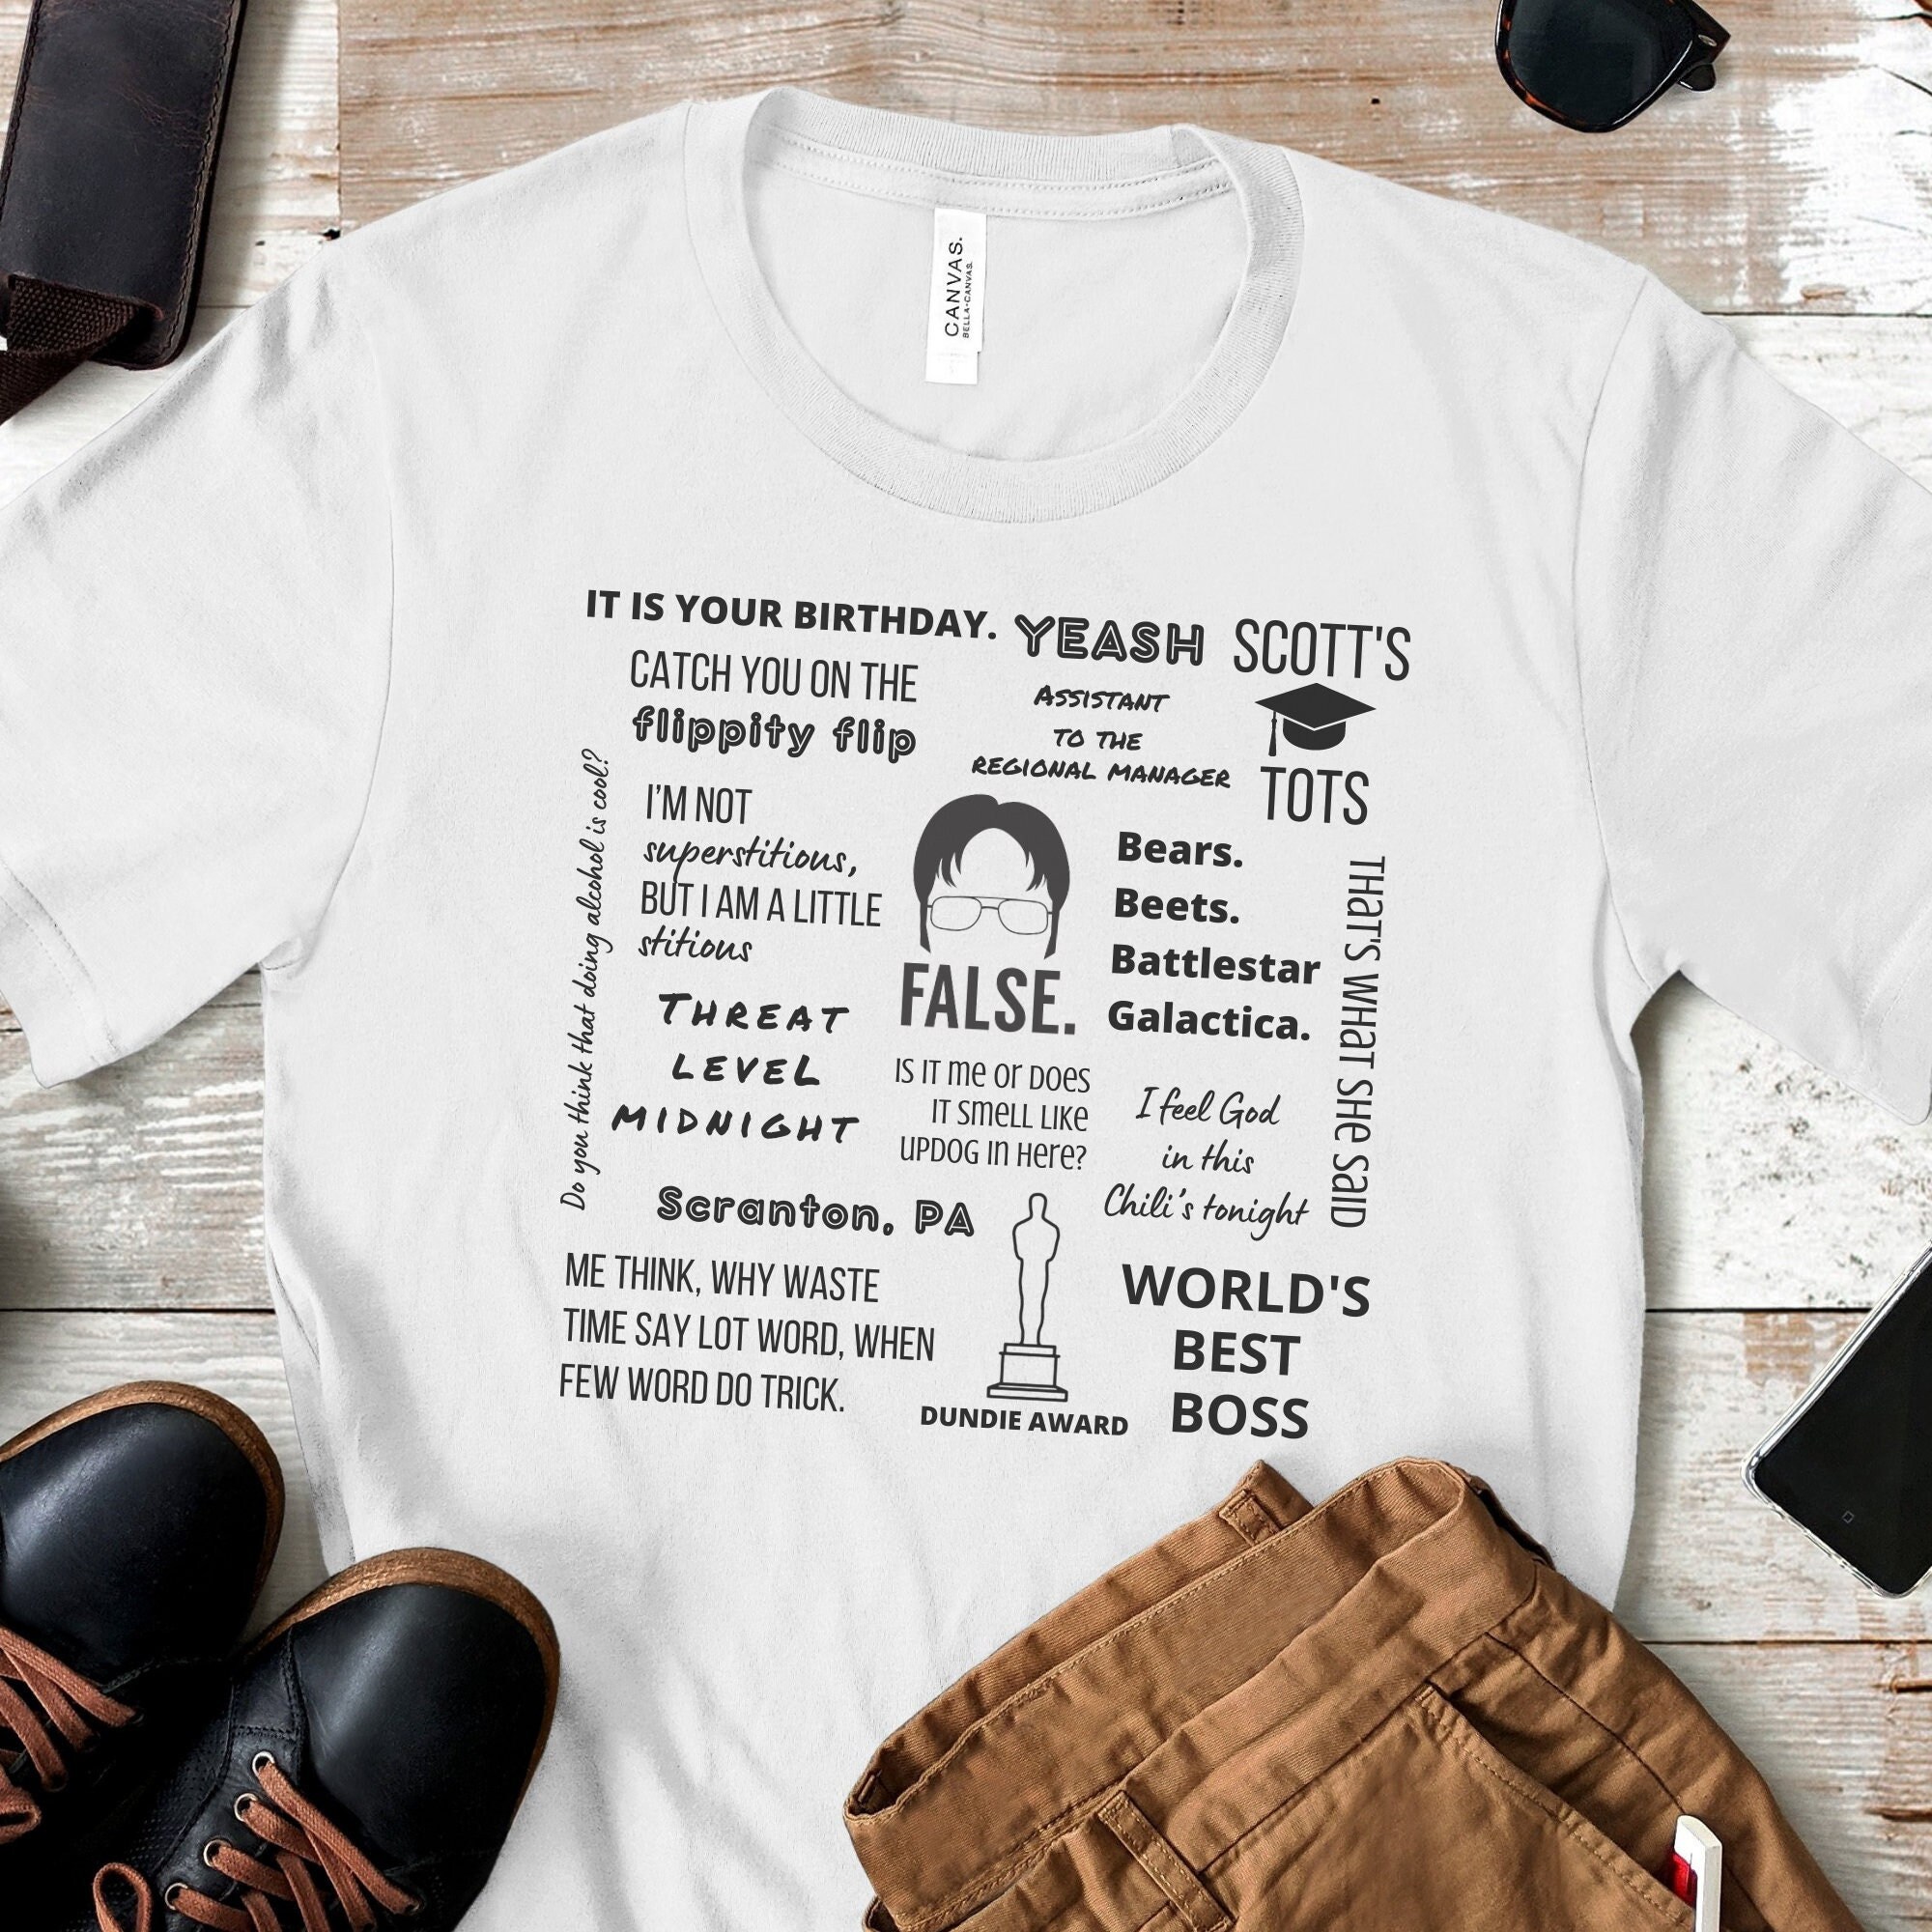 CANVAS.
BELLA+CANVAS.
IT IS YOUR BIRTHDAY.
YEASH
SCOTT'S
TOTS
CATCH YOU ON THE
flippity flip
ASSISTANT
TO THE
REGIONAL MANAGER
Do you think that doing alcohol is cool?
I'M NOT
superstitious,
BUT I AM A LITTLE
stitious
FALSE.
Bears.
Beets.
Battlestar
Galactica.
THAT'S WHAT SHE SAID
THREAT
LEVEL
MIDNIGHT
IS IT ME OR DOES
IT SMELL LIKE
UPDOG IN HERE?
I feel God
in this
Chili's tonight
Scranton, PA
ME THINK, WHY WASTE
TIME SAY LOT WORD, WHEN
FEW WORD DO TRICK.
DUNDIE AWARD
WORLD'S
BEST
BOSS